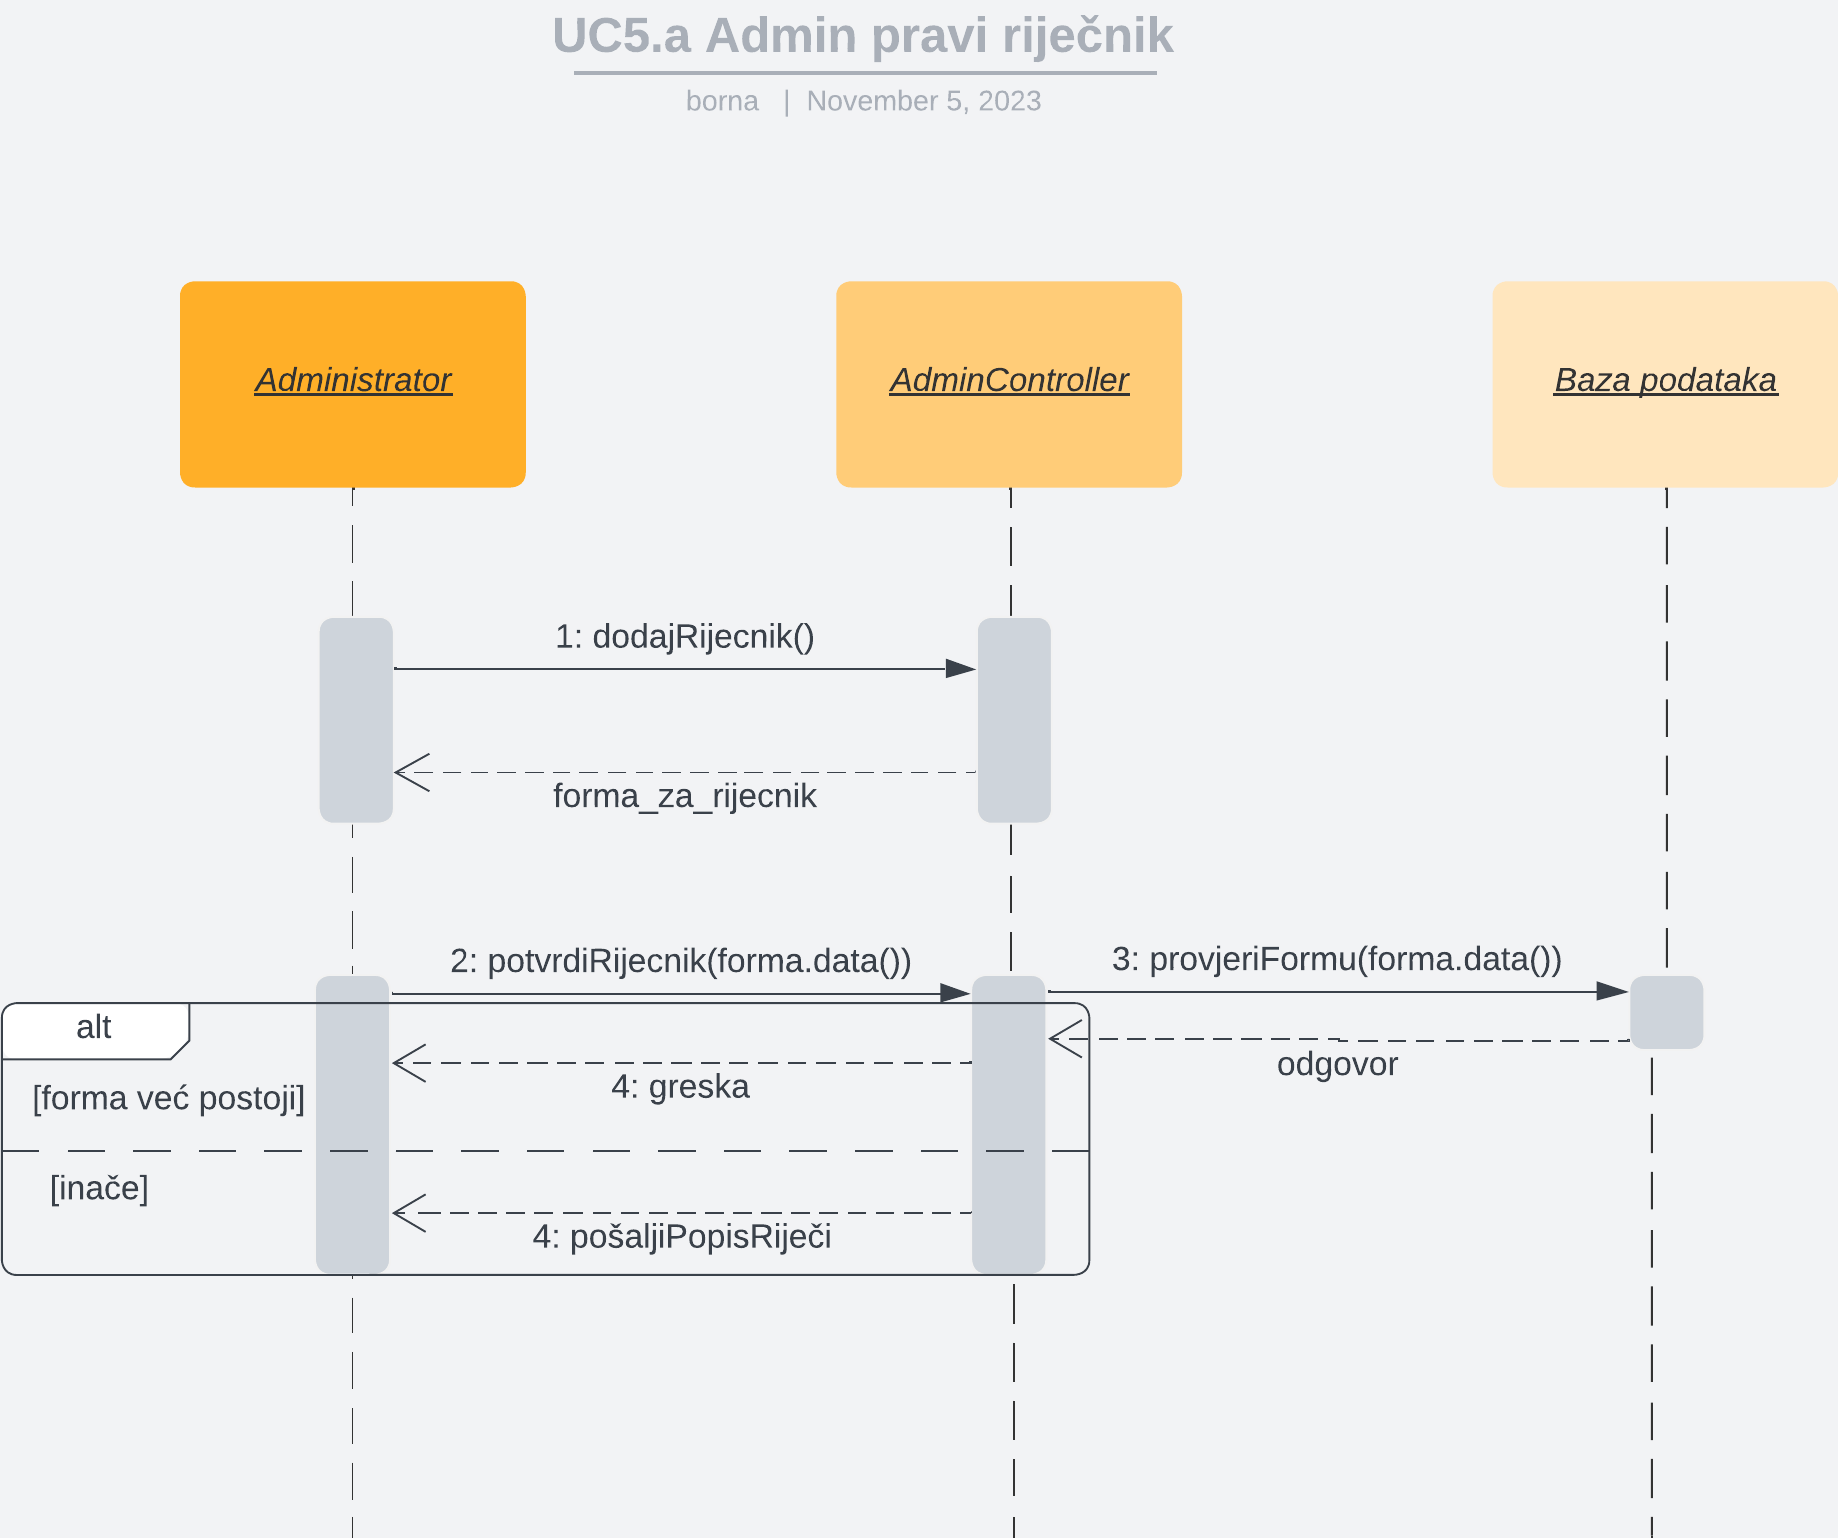 UC5.a Admin pravi riječnik
borna | November 5, 2023
Administrator
AdminController
Baza podataka
1: dodajRijecnik()
forma_za_rijecnik
2: potvrdiRijecnik(forma.data())
3: provjeriFormu(forma.data())
alt
odgovor
4: greska
[forma već postoji]
[inače]
4: pošaljiPopisRiječi